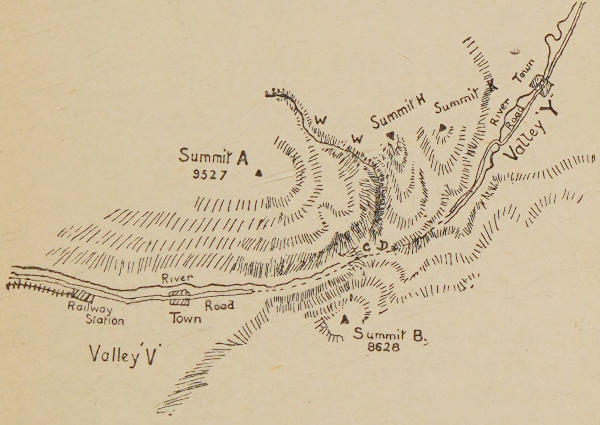 Town
River
Road
Valley 'Y'
Summit
Summit H
W W
Summit A
9527
C D
River
Road
Town
Railway
Station
Valley 'V'
Summit B.
8628